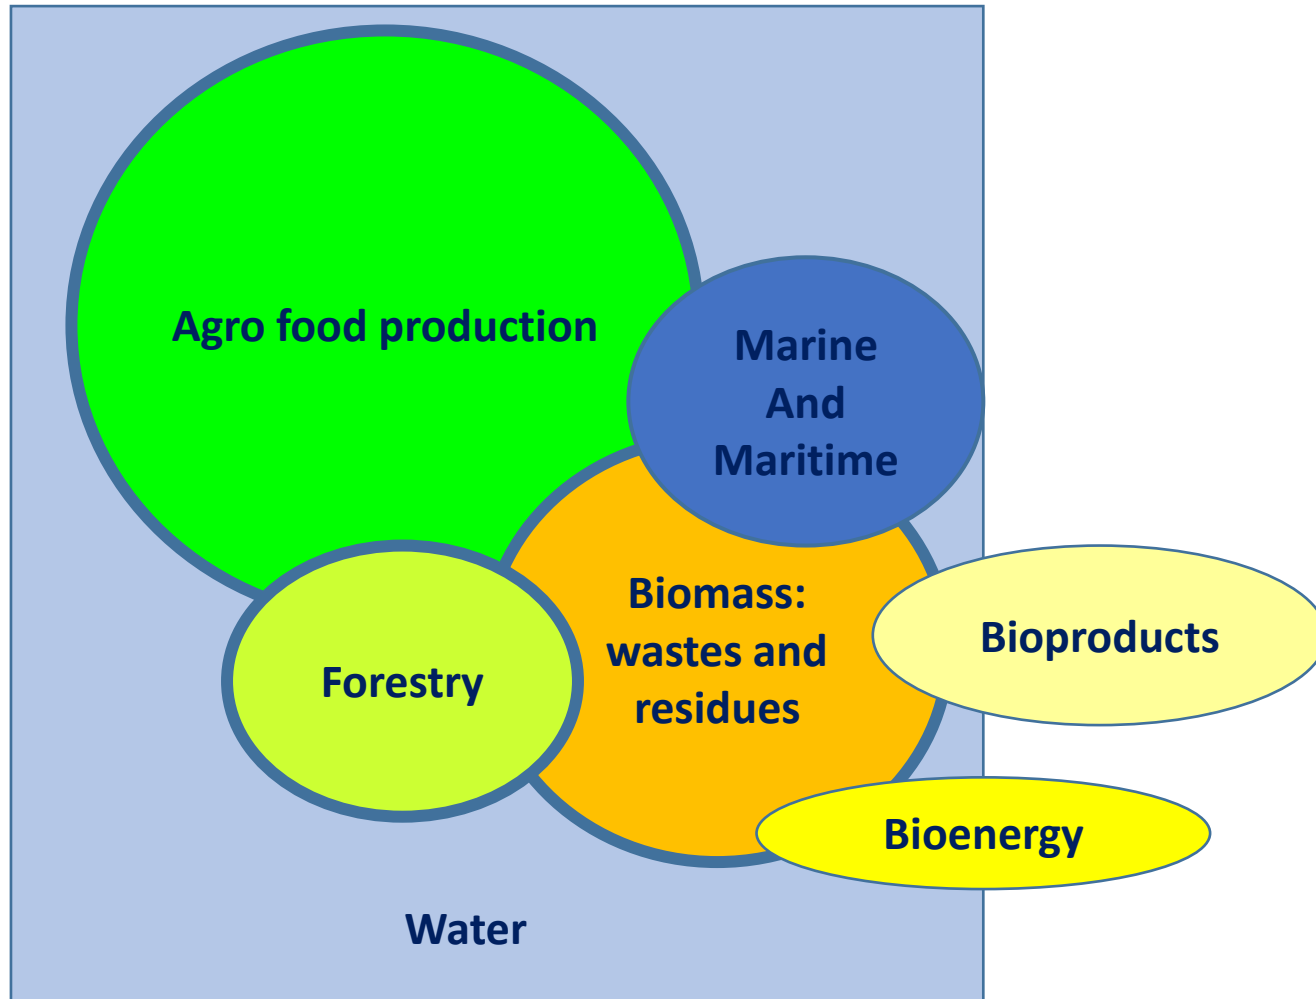 Agro food production
Marine
And
Maritime
Biomass:
wastes and
residues
Bioproducts
Forestry
Bioenergy
Water